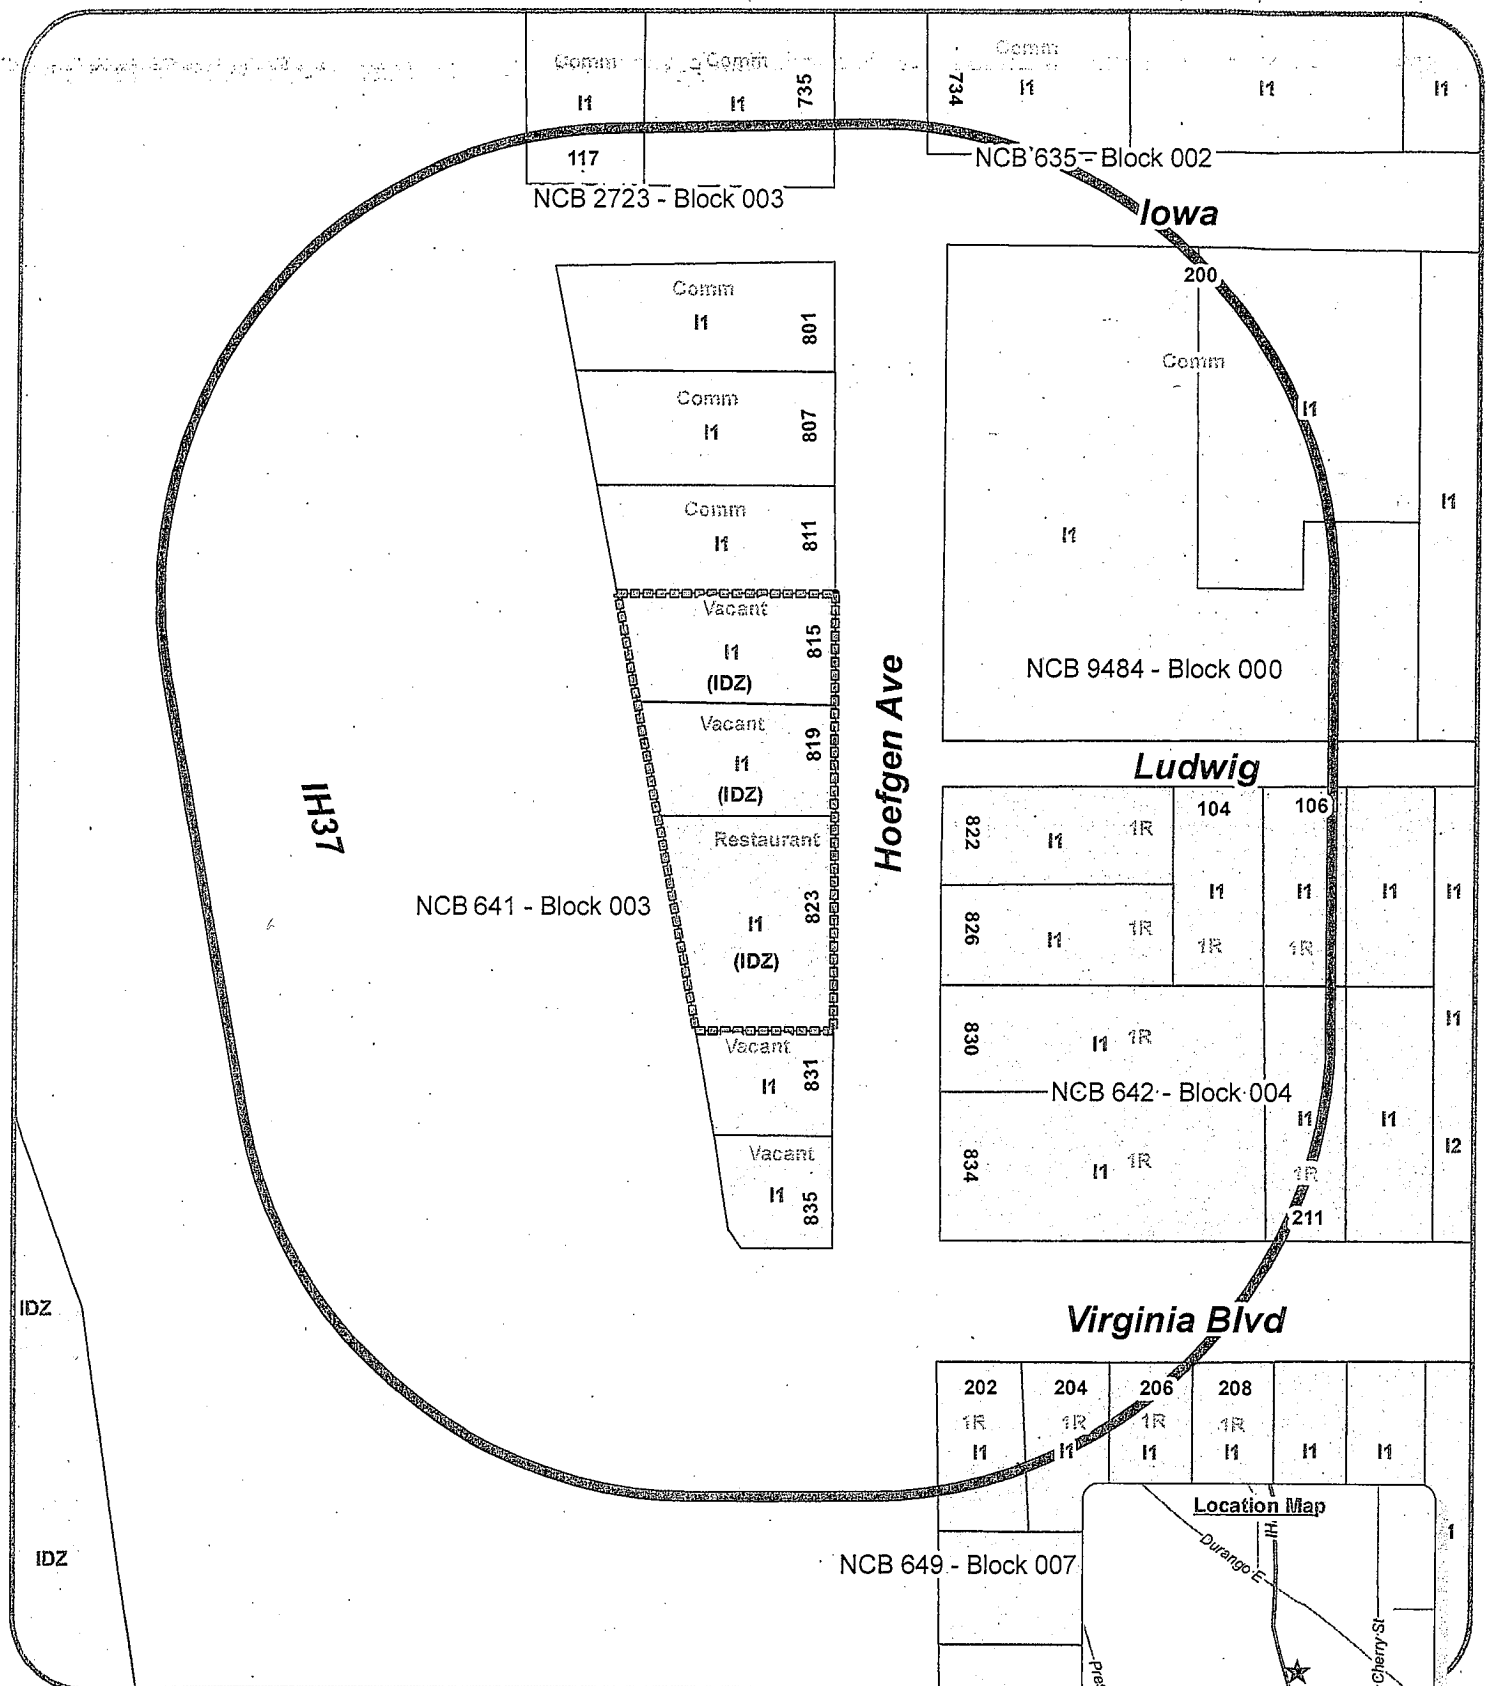 Comm
I1
Comm
I1
735
117
NCB 2723 - Block 003
734
Comm
I1
I1
I1
NCB 635 - Block 002
Iowa
200
Comm
I1
I1
I1
NCB 9484 - Block 000
Comm
I1
801
Comm
I1
807
Comm
I1
811
Vacant
I1
(IDZ)
815
Vacant
I1
(IDZ)
819
Restaurant
I1
(IDZ)
823
Vacant
I1
831
Vacant
I1
835
Hoefgen Ave
IH37
NCB 641 - Block 003
Ludwig
822
I1
1R
104
I1
1R
106
I1
1R
I1
I1
826
I1
1R
830
I1
1R
I1
NCB 642 - Block 004
834
I1
1R
I1
1R
211
I1
I2
Virginia Blvd
202
1R
I1
204
1R
I1
206
1R
I1
208
1R
I1
I1
I1
IDZ
IDZ
NCB 649 - Block 007
Location Map
IH
Durango E
Cherry St